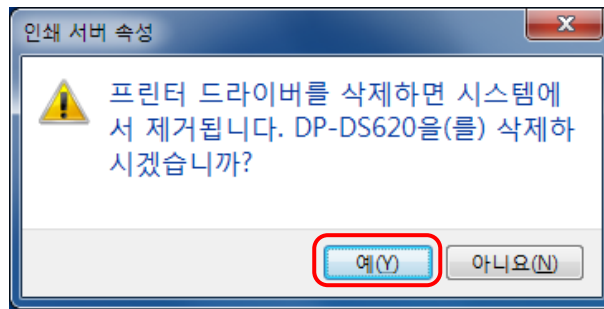 인쇄 서버 속성
프린터 드라이버를 삭제하면 시스템에
서 제거됩니다. DP-DS620을(를) 삭제하
시겠습니까?
예(Y) 아니요(N)